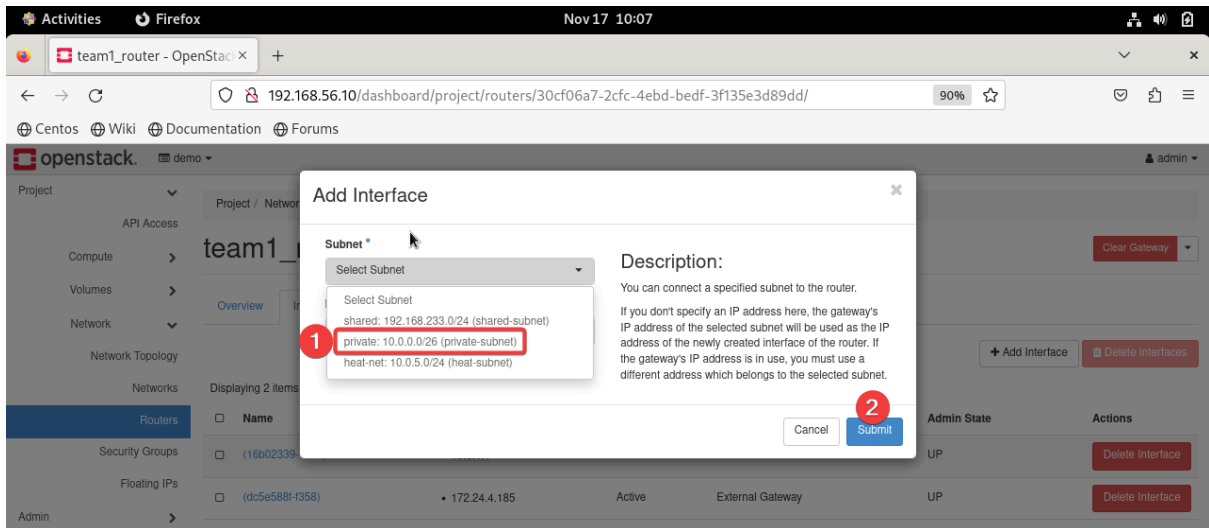 Activities Firefox Nov 17 10:07
team1_router - OpenStack
192.168.56.10/dashboard/project/routers/30cf06a7-2cfc-4ebd-bedf-3f135e3d89dd/ 90%
Centos Wiki Documentation Forums
openstack. demo admin
Project
API Access
Compute
Volumes
Network
Network Topology
Networks
Routers
Security Groups
Floating IPs
Admin
Project / Networ
team1_r
Clear Gateway
Overview In
+ Add Interface Delete Interfaces
Displaying 2 items
Name Admin State Actions
(16b02339- UP Delete Interface
(dc5e588f-f358) • 172.24.4.185 Active External Gateway UP Delete Interface
Add Interface
Subnet *
Select Subnet
Select Subnet
shared: 192.168.233.0/24 (shared-subnet)
1 private: 10.0.0.0/26 (private-subnet)
heat-net: 10.0.5.0/24 (heat-subnet)
Description:
You can connect a specified subnet to the router.
If you don't specify an IP address here, the gateway's
IP address of the selected subnet will be used as the IP
address of the newly created interface of the router. If
the gateway's IP address is in use, you must use a
different address which belongs to the selected subnet.
2
Cancel Submit